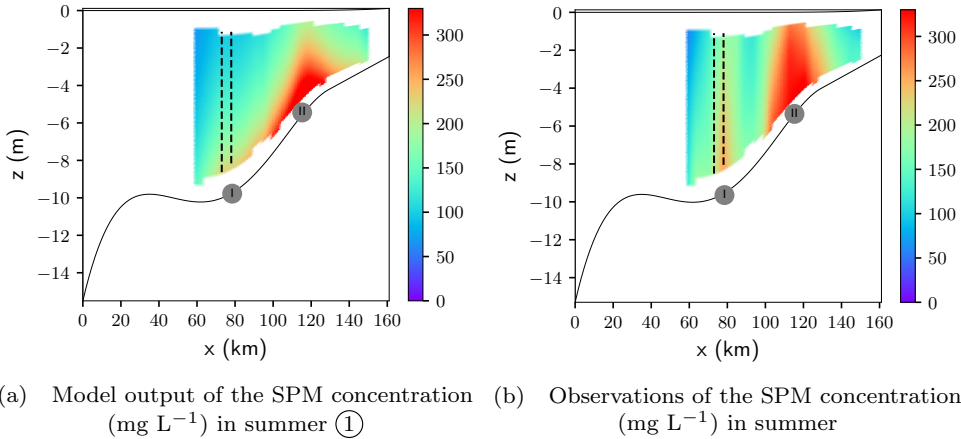 0
−2
−4
−6
−8
−10
−12
−14
z (m)
0 20 40 60 80 100 120 140 160
x (km)
I
II
300
250
200
150
100
50
0
0
−2
−4
−6
−8
−10
−12
−14
z (m)
0 20 40 60 80 100 120 140 160
x (km)
I
II
300
250
200
150
100
50
0
(a) Model output of the SPM concentration
(mg L⁻¹) in summer ①
(b) Observations of the SPM concentration
(mg L⁻¹) in summer